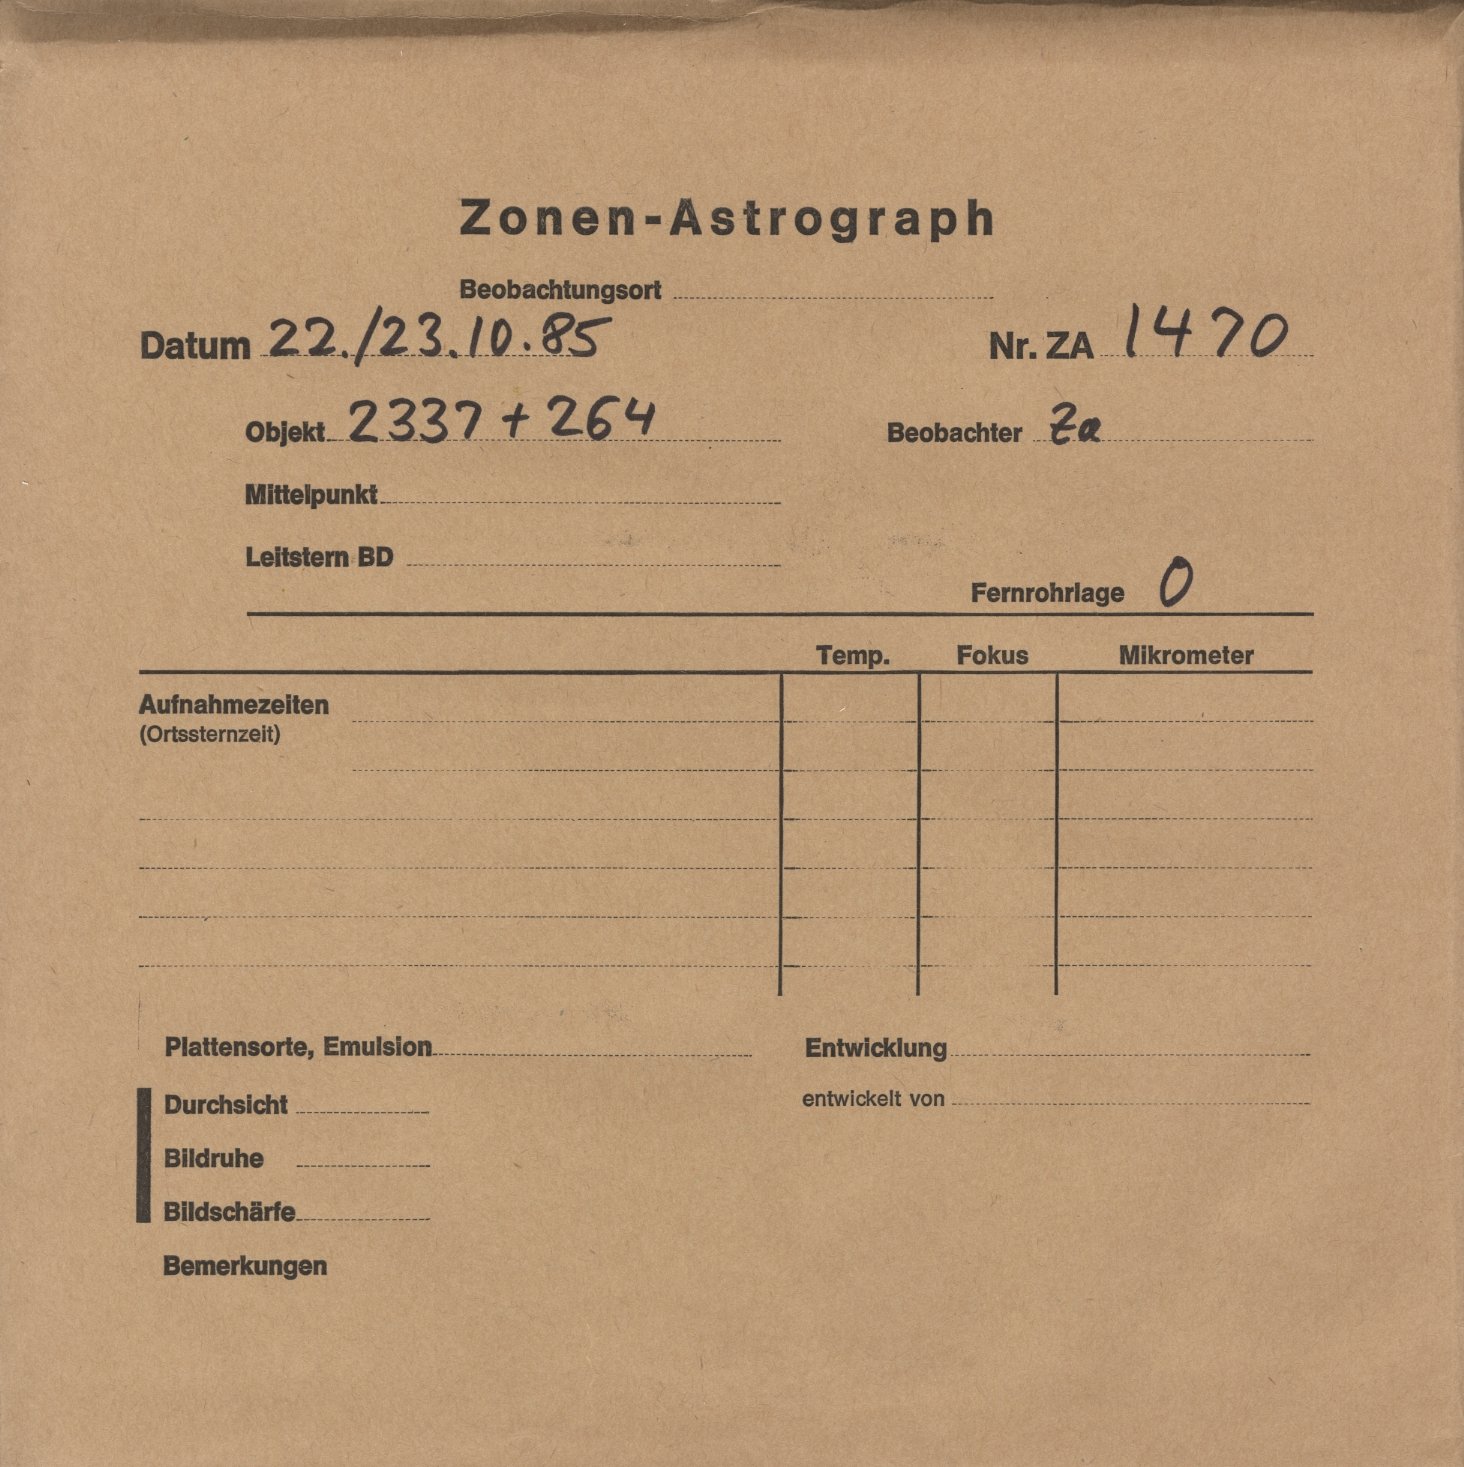 Zonen-Astrograph
Beobachtungsort
Datum 22./23.10.85 Nr. ZA 1470
Objekt 2337 + 264 Beobachter Za
Mittelpunkt
Leitstern BD
Fernrohrlage O
Temp. Fokus Mikrometer
Aufnahmezeiten
(Ortssternzeit)
Plattensorte, Emulsion Entwicklung
Durchsicht entwickelt von
Bildruhe
Bildschärfe
Bemerkungen